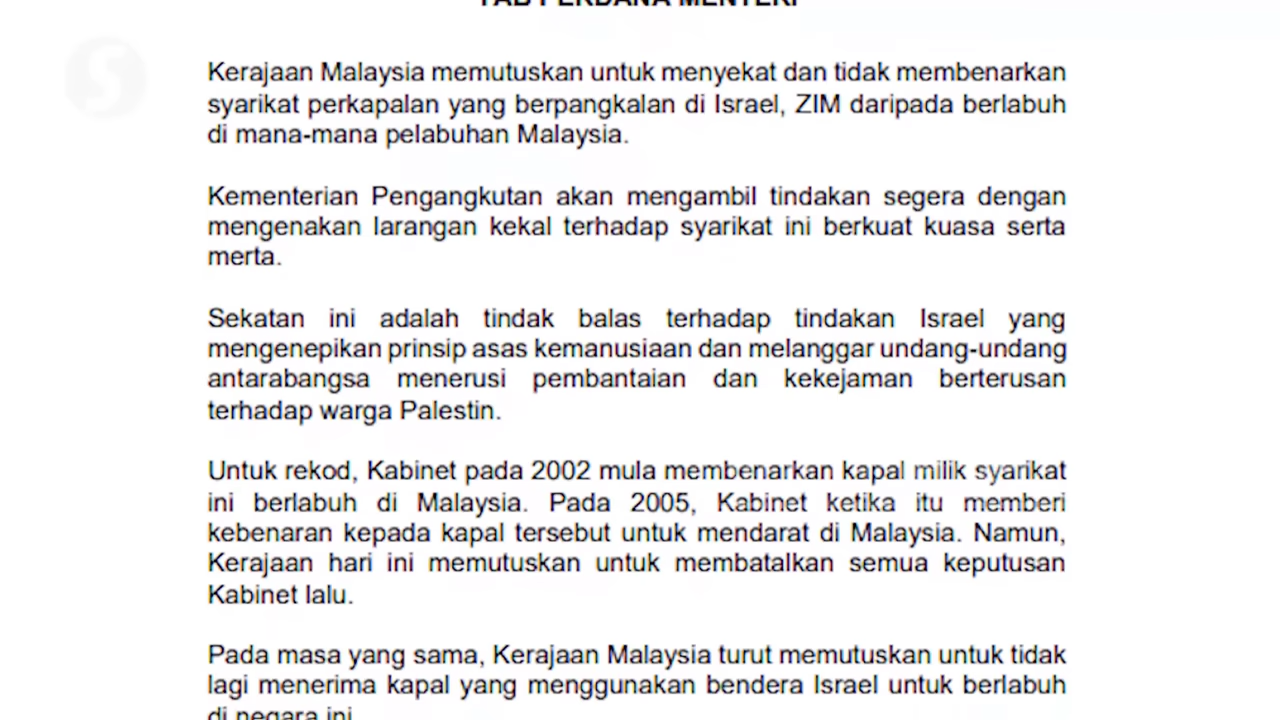 YAB PERDANA MENTERI
Kerajaan Malaysia memutuskan untuk menyekat dan tidak membenarkan
syarikat perkapalan yang berpangkalan di Israel, ZIM daripada berlabuh
di mana-mana pelabuhan Malaysia.
Kementerian Pengangkutan akan mengambil tindakan segera dengan
mengenakan larangan kekal terhadap syarikat ini berkuat kuasa serta
merta.
Sekatan ini adalah tindak balas terhadap tindakan Israel yang
mengenepikan prinsip asas kemanusiaan dan melanggar undang-undang
antarabangsa menerusi pembantaian dan kekejaman berterusan
terhadap warga Palestin.
Untuk rekod, Kabinet pada 2002 mula membenarkan kapal milik syarikat
ini berlabuh di Malaysia. Pada 2005, Kabinet ketika itu memberi
kebenaran kepada kapal tersebut untuk mendarat di Malaysia. Namun,
Kerajaan hari ini memutuskan untuk membatalkan semua keputusan
Kabinet lalu.
Pada masa yang sama, Kerajaan Malaysia turut memutuskan untuk tidak
lagi menerima kapal yang menggunakan bendera Israel untuk berlabuh
di negara ini